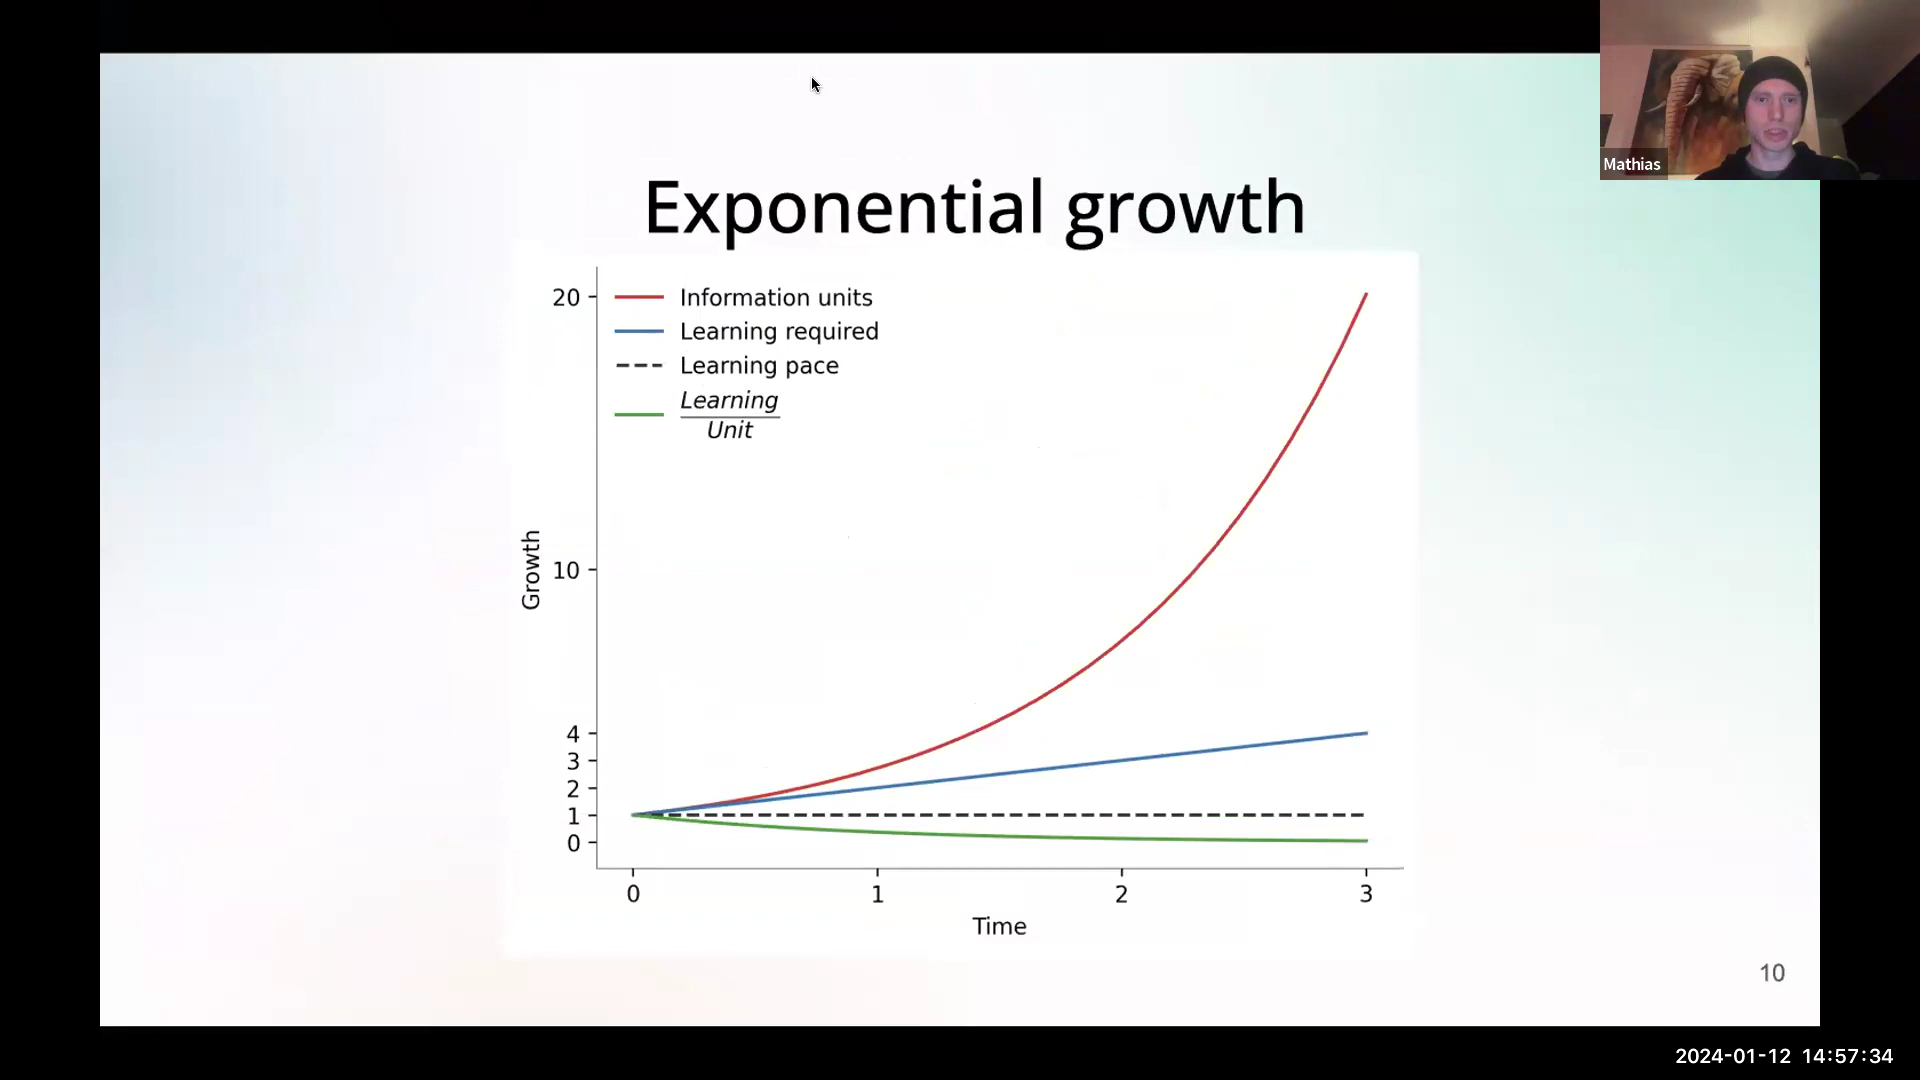 Mathias
Exponential growth
Information units
Learning required
Learning pace
Learning
Unit
Growth
20
10
4
3
2
1
0
0 1 2 3
Time
10
2024-01-12 14:57:34